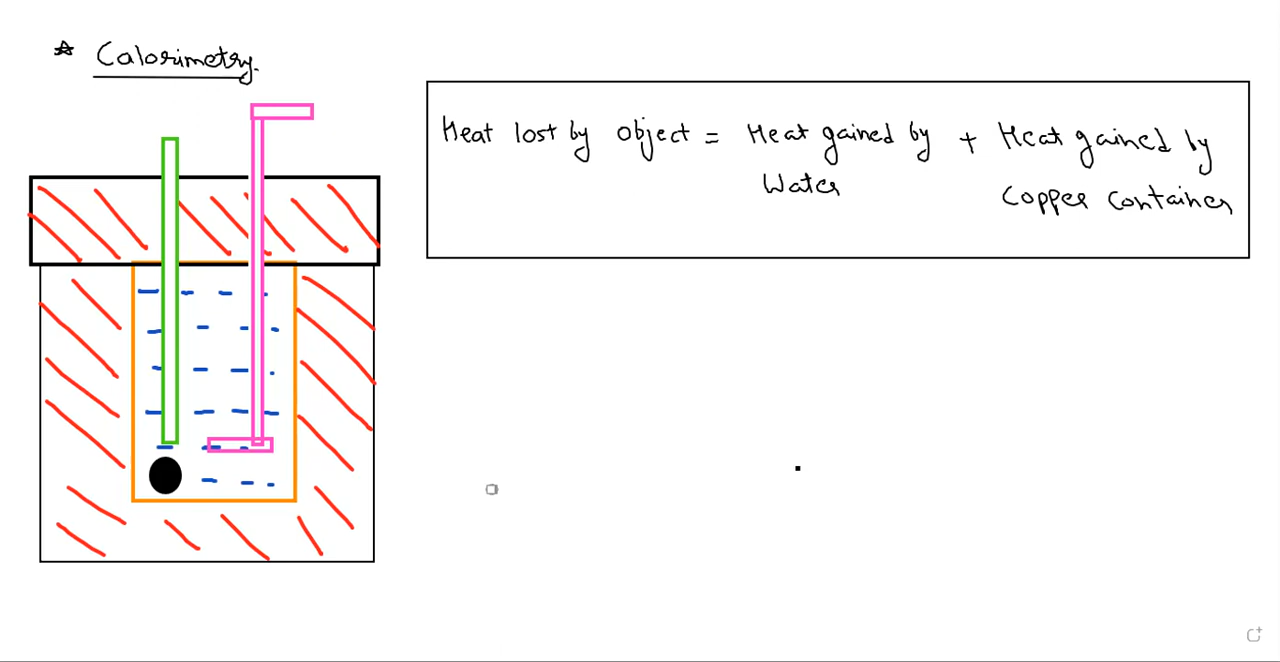 * Calorimetry.
Heat lost by object = Heat gained by + Heat gained by
Water Copper Container